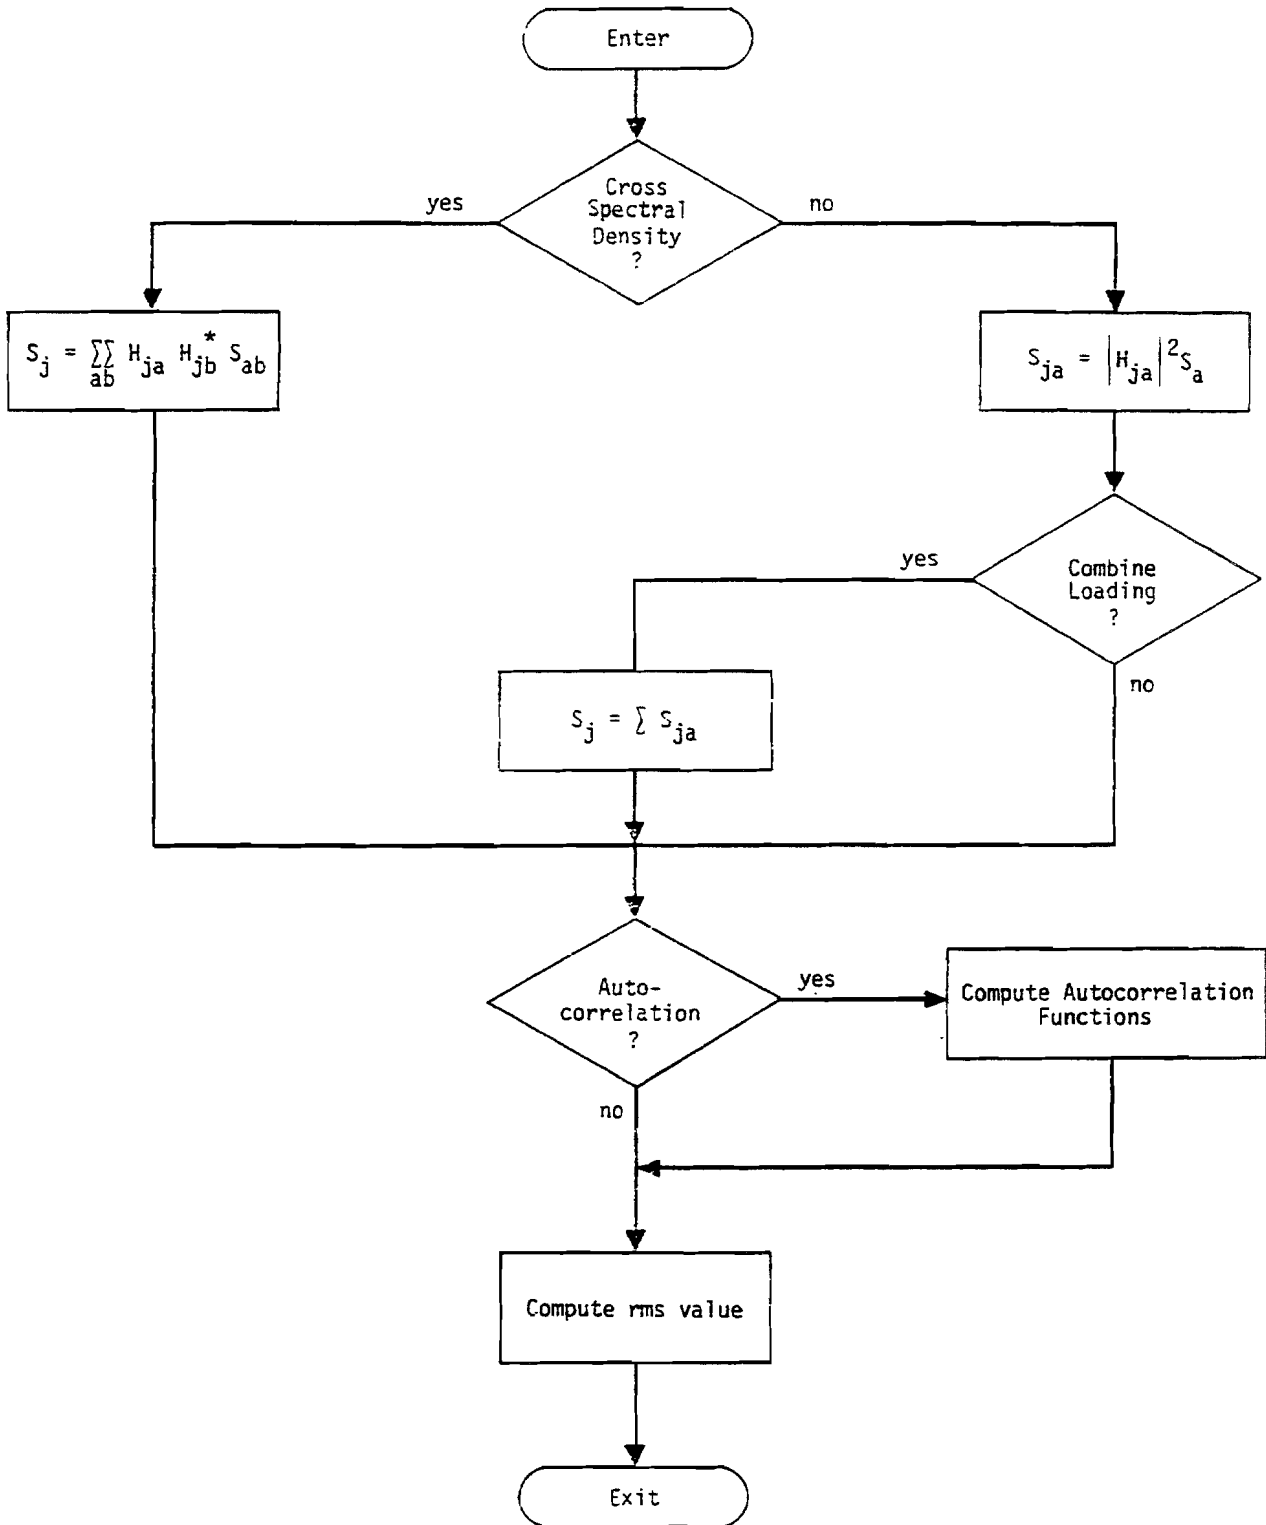 Enter
Cross
Spectral
Density
?
yes
no
S_j = ∑∑_ab H_ja H_jb^* S_ab
S_ja = |H_ja|^2 S_a
Combine
Loading
?
yes
no
S_j = ∑ S_ja
Auto-
correlation
?
yes
no
Compute Autocorrelation
Functions
Compute rms value
Exit